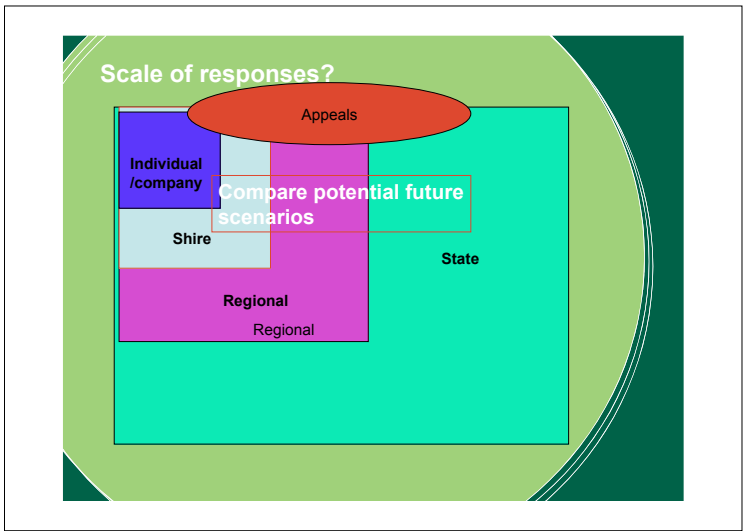 Scale of responses?
Appeals
Individual
/company
Compare potential future
scenarios
Shire
State
Regional
Regional